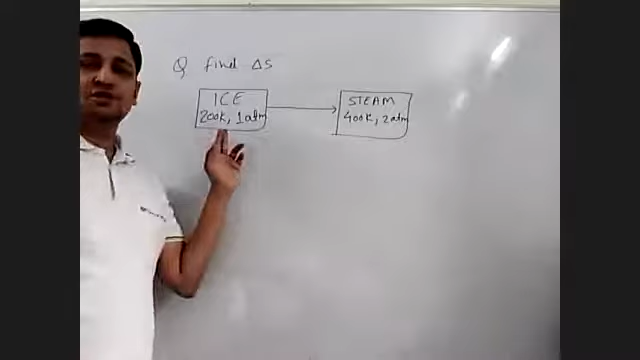 Q find ΔS
ICE
200k, 1atm
STEAM
400k, 2atm